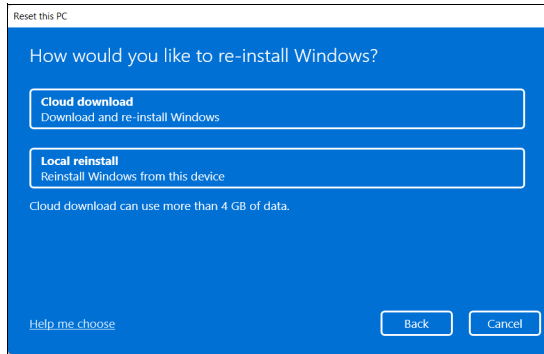 Reset this PC
How would you like to re-install Windows?
Cloud download
Download and re-install Windows
Local reinstall
Reinstall Windows from this device
Cloud download can use more than 4 GB of data.
Help me choose
Back
Cancel